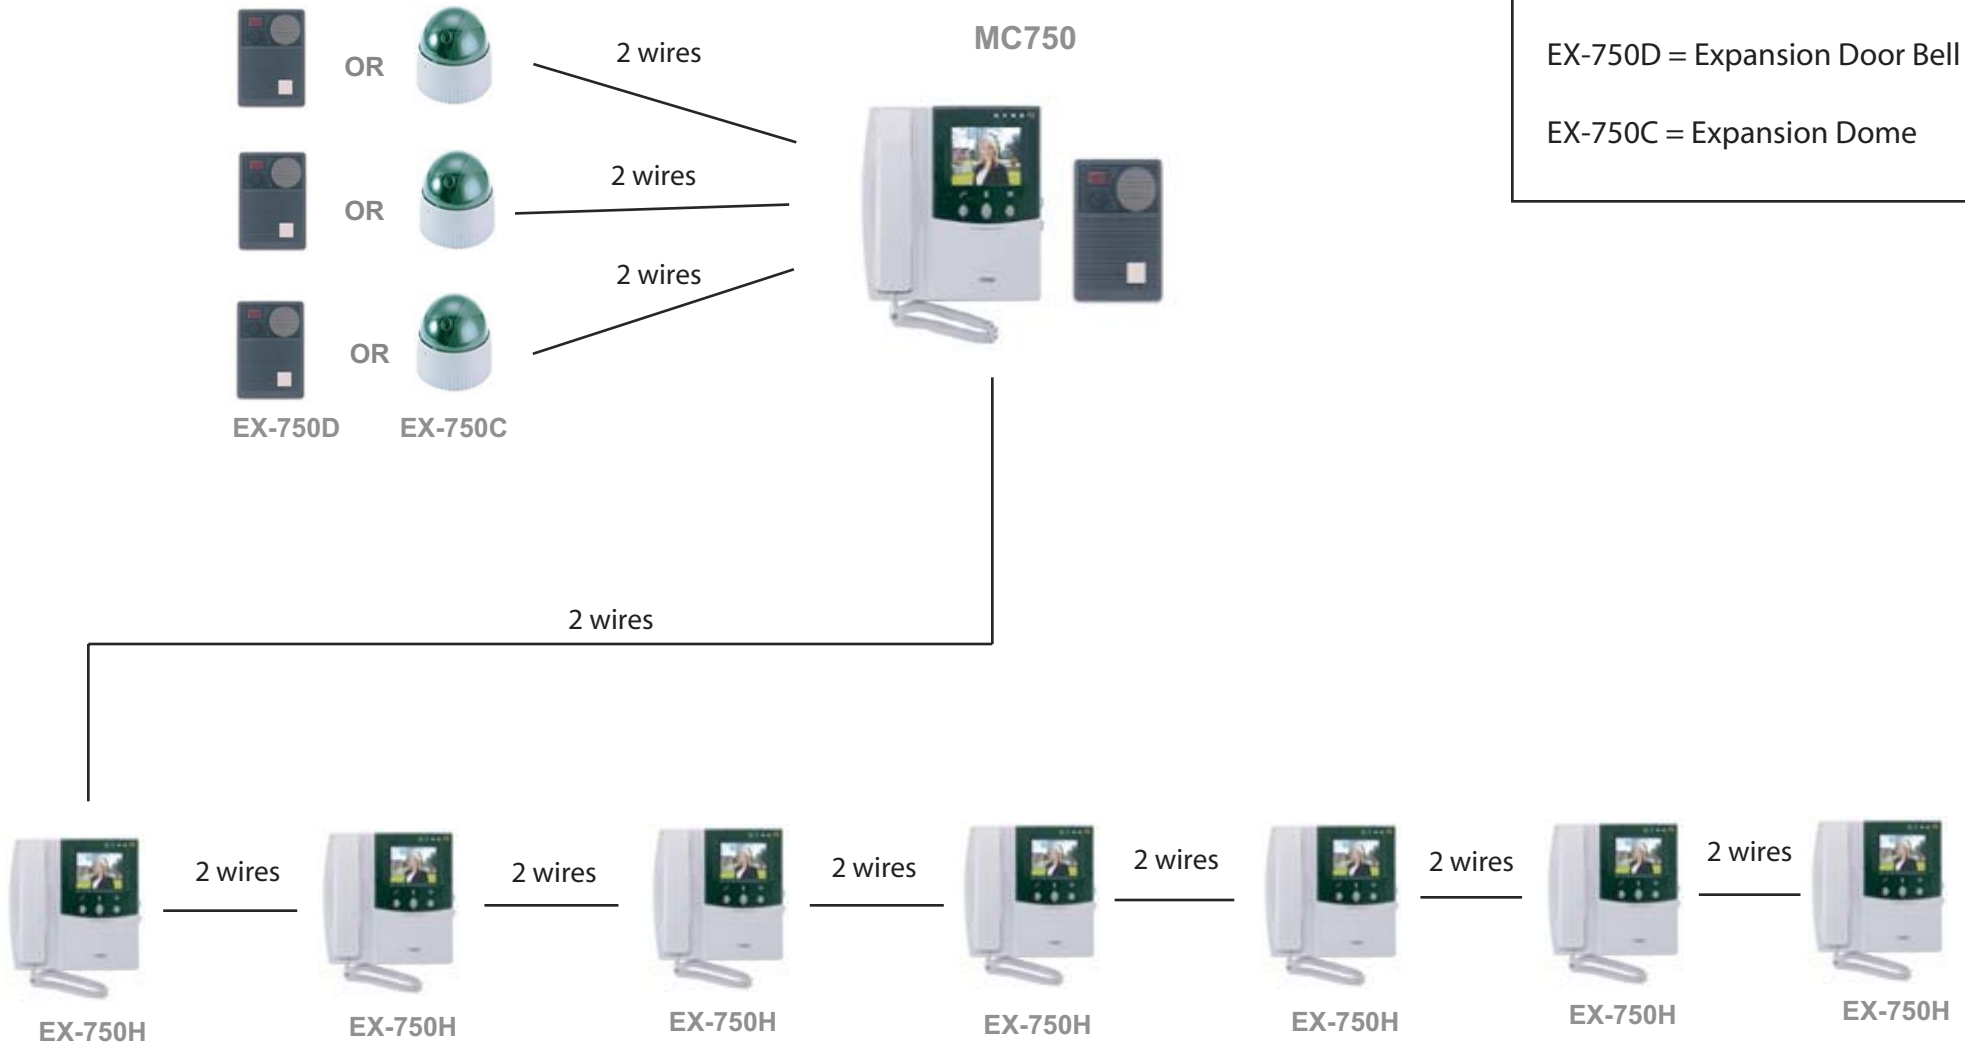 MC750
EX-750D = Expansion Door Bell
EX-750C = Expansion Dome
OR
2 wires
OR
2 wires
OR
2 wires
EX-750D
EX-750C
2 wires
2 wires
2 wires
2 wires
2 wires
2 wires
2 wires
EX-750H
EX-750H
EX-750H
EX-750H
EX-750H
EX-750H
EX-750H